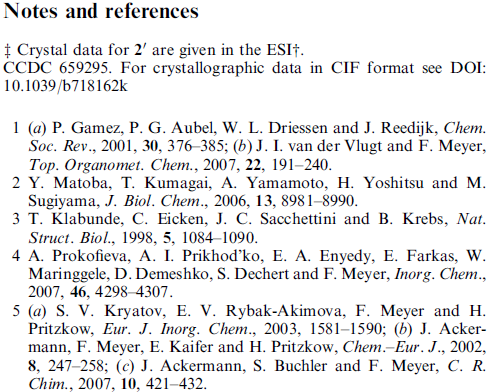 Notes and references
‡ Crystal data for 2′ are given in the ESI†.
CCDC 659295. For crystallographic data in CIF format see DOI:
10.1039/b718162k
1 (a) P. Gamez, P. G. Aubel, W. L. Driessen and J. Reedijk, Chem.
Soc. Rev., 2001, 30, 376–385; (b) J. I. van der Vlugt and F. Meyer,
Top. Organomet. Chem., 2007, 22, 191–240.
2 Y. Matoba, T. Kumagai, A. Yamamoto, H. Yoshitsu and M.
Sugiyama, J. Biol. Chem., 2006, 13, 8981–8990.
3 T. Klabunde, C. Eicken, J. C. Sacchettini and B. Krebs, Nat.
Struct. Biol., 1998, 5, 1084–1090.
4 A. Prokofieva, A. I. Prikhod'ko, E. A. Enyedy, E. Farkas, W.
Maringgele, D. Demeshko, S. Dechert and F. Meyer, Inorg. Chem.,
2007, 46, 4298–4307.
5 (a) S. V. Kryatov, E. V. Rybak-Akimova, F. Meyer and H.
Pritzkow, Eur. J. Inorg. Chem., 2003, 1581–1590; (b) J. Acker-
mann, F. Meyer, E. Kaifer and H. Pritzkow, Chem.–Eur. J., 2002,
8, 247–258; (c) J. Ackermann, S. Buchler and F. Meyer, C. R.
Chim., 2007, 10, 421–432.